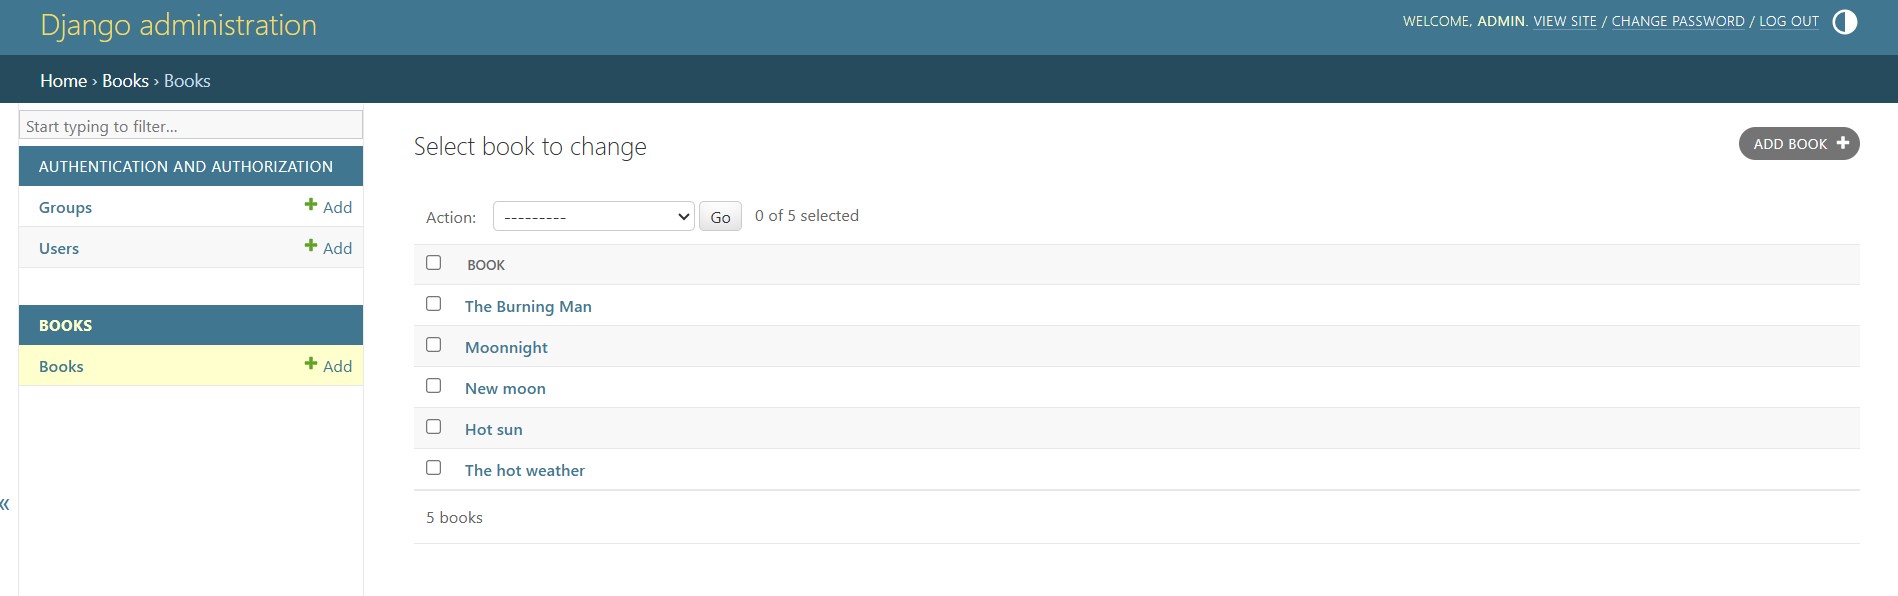 Django administration
WELCOME, ADMIN. VIEW SITE / CHANGE PASSWORD / LOG OUT
Home › Books › Books
Start typing to filter...
AUTHENTICATION AND AUTHORIZATION
Groups + Add
Users + Add
BOOKS
Books + Add
«
Select book to change
ADD BOOK +
Action: --------- Go 0 of 5 selected
BOOK
The Burning Man
Moonnight
New moon
Hot sun
The hot weather
5 books